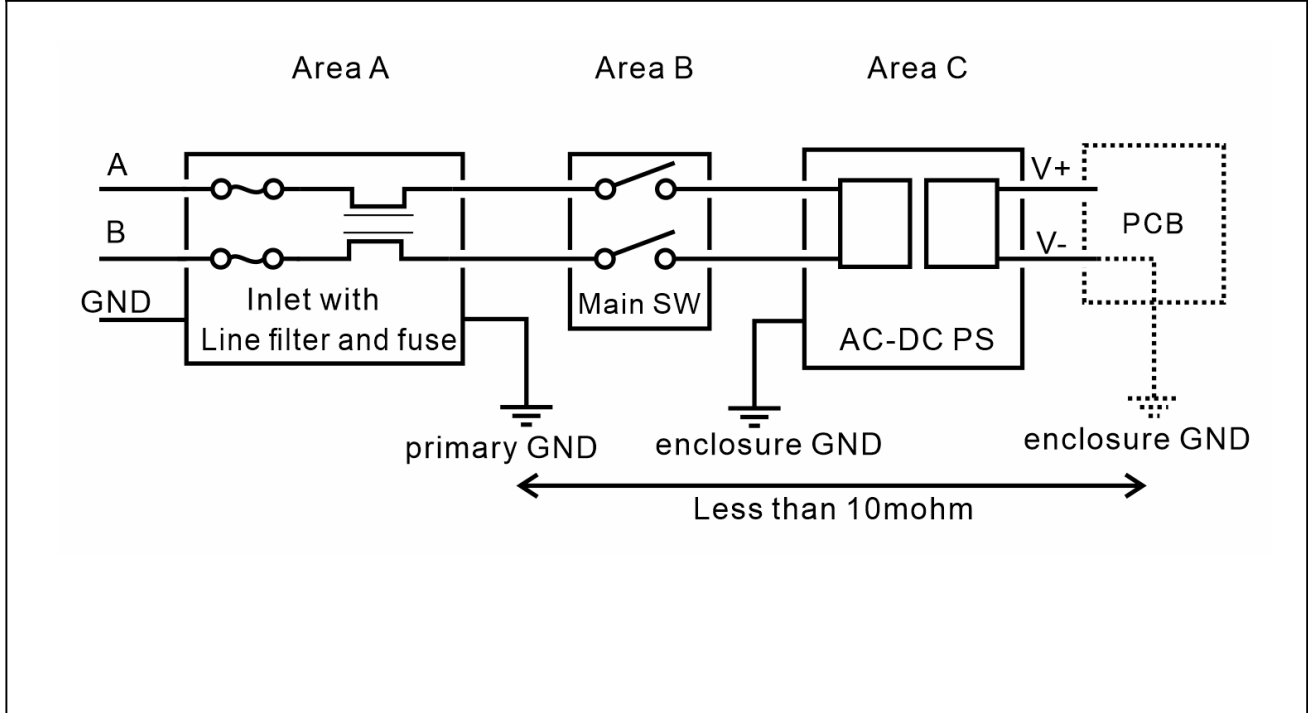 Area A
Area B
Area C
A
B
GND
Inlet with
Line filter and fuse
Main SW
AC-DC PS
V+
V-
PCB
primary GND
enclosure GND
enclosure GND
Less than 10mohm